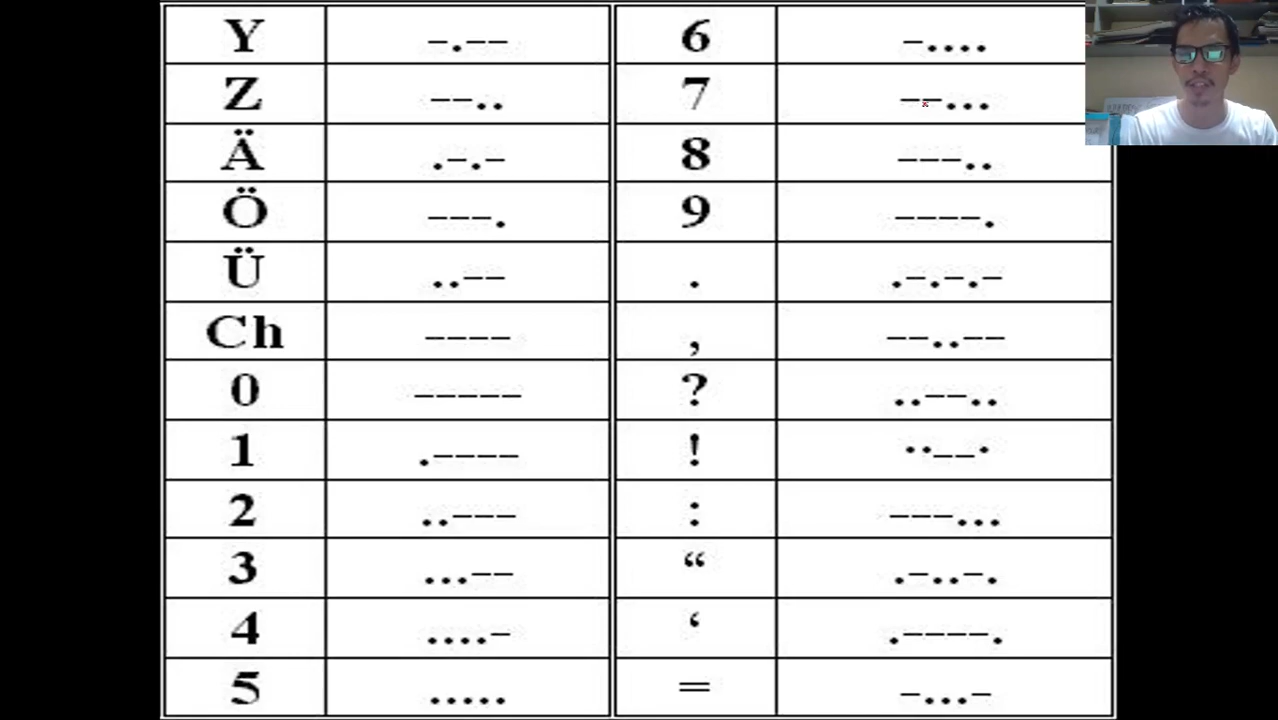 Y –.–– 6 –....
Z ––.. 7 ––...
Ä .–.– 8 –––..
Ö –––. 9 ––––.
Ü ..–– . .–.–.–
Ch –––– , ––..––
0 ––––– ? ..––..
1 .–––– ! ..––.
2 ..––– : –––...
3 ...–– “ .–..–.
4 ....– ‘ .––––.
5 ..... = –...–